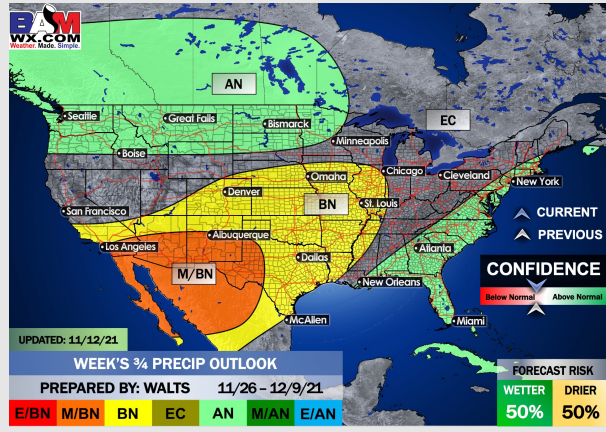 BAM
WX.COM
Weather. Made. Simple.
AN
Seattle
Great Falls
Bismarck
EC
Boise
Minneapolis
Omaha
Chicago
Cleveland
New York
Denver
BN
St. Louis
San Francisco
CURRENT
Los Angeles
Albuquerque
PREVIOUS
Atlanta
Dallas
M/BN
CONFIDENCE
New Orleans
Below Normal
Above Normal
McAllen
Miami
UPDATED: 11/12/21
WEEK'S ¾ PRECIP OUTLOOK
PREPARED BY: WALTS 11/26 – 12/9/21
E/BN M/BN BN EC AN M/AN E/AN
FORECAST RISK
WETTER DRIER
50% 50%